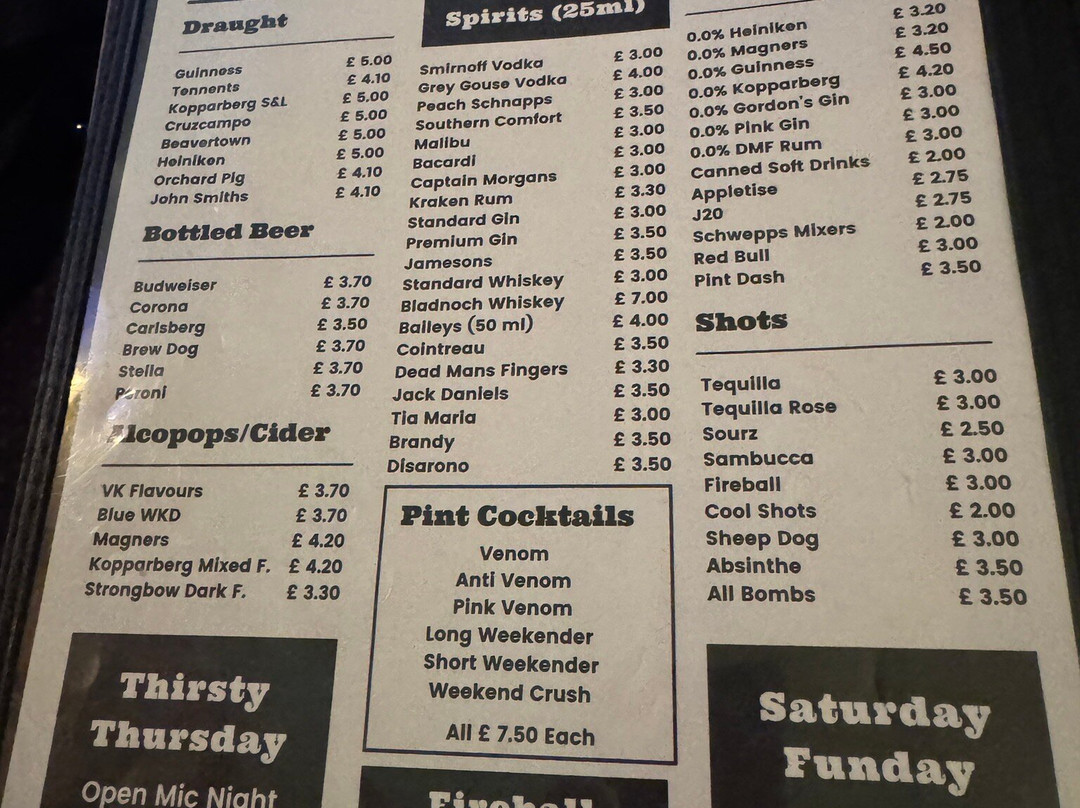 Draught
Guinness £ 5.00
Tennents £ 4.10
Kopparberg S&L £ 5.00
Cruzcampo £ 5.00
Beavertown £ 5.00
Heiniken £ 5.00
Orchard Pig £ 4.10
John Smiths £ 4.10
Bottled Beer
Budweiser £ 3.70
Corona £ 3.70
Carlsberg £ 3.50
Brew Dog £ 3.70
Stella £ 3.70
Peroni £ 3.70
Alcopops/Cider
VK Flavours £ 3.70
Blue WKD £ 3.70
Magners £ 4.20
Kopparberg Mixed F. £ 4.20
Strongbow Dark F. £ 3.30
Thirsty
Thursday
Open Mic Night
Spirits (25ml)
Smirnoff Vodka £ 3.00
Grey Gouse Vodka £ 4.00
Peach Schnapps £ 3.00
Southern Comfort £ 3.50
Malibu £ 3.00
Bacardi £ 3.00
Captain Morgans £ 3.00
Kraken Rum £ 3.30
Standard Gin £ 3.00
Premium Gin £ 3.50
Jamesons £ 3.50
Standard Whiskey £ 3.00
Bladnoch Whiskey £ 7.00
Baileys (50 ml) £ 4.00
Cointreau £ 3.50
Dead Mans Fingers £ 3.30
Jack Daniels £ 3.50
Tia Maria £ 3.00
Brandy £ 3.50
Disarono £ 3.50
Pint Cocktails
Venom
Anti Venom
Pink Venom
Long Weekender
Short Weekender
Weekend Crush
All £ 7.50 Each
Fireball
0.0% Heiniken £ 3.20
0.0% Magners £ 3.20
0.0% Guinness £ 4.50
0.0% Kopparberg £ 4.20
0.0% Gordon's Gin £ 3.00
0.0% Pink Gin £ 3.00
0.0% DMF Rum £ 3.00
Canned Soft Drinks £ 2.00
Appletise £ 2.75
J20 £ 2.75
Schwepps Mixers £ 2.00
Red Bull £ 3.00
Pint Dash £ 3.50
Shots
Tequilla £ 3.00
Tequilla Rose £ 3.00
Sourz £ 2.50
Sambucca £ 3.00
Fireball £ 3.00
Cool Shots £ 2.00
Sheep Dog £ 3.00
Absinthe £ 3.50
All Bombs £ 3.50
Saturday
Funday